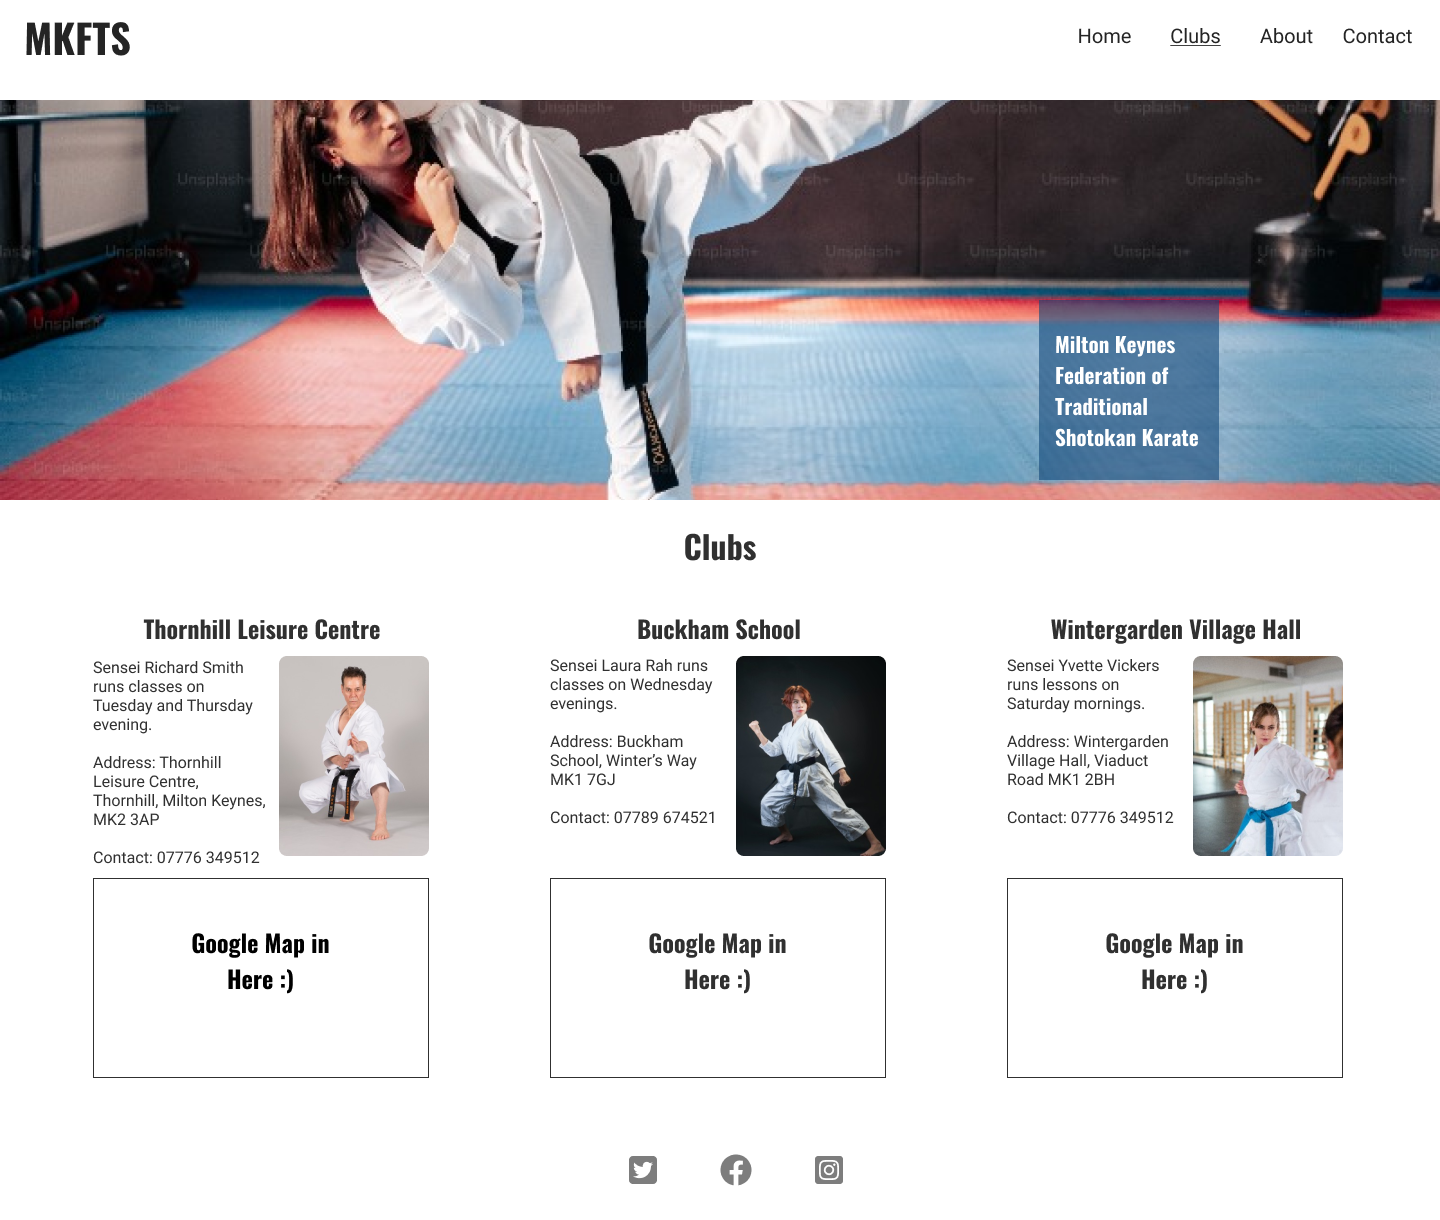 MKFTS
Home Clubs About Contact
Unsplash+
Milton Keynes
Federation of
Traditional
Shotokan Karate
Clubs
Thornhill Leisure Centre
Sensei Richard Smith
runs classes on
Tuesday and Thursday
evening.
Address: Thornhill
Leisure Centre,
Thornhill, Milton Keynes,
MK2 3AP
Contact: 07776 349512
Google Map in
Here :)
Buckham School
Sensei Laura Rah runs
classes on Wednesday
evenings.
Address: Buckham
School, Winter’s Way
MK1 7GJ
Contact: 07789 674521
Google Map in
Here :)
Wintergarden Village Hall
Sensei Yvette Vickers
runs lessons on
Saturday mornings.
Address: Wintergarden
Village Hall, Viaduct
Road MK1 2BH
Contact: 07776 349512
Google Map in
Here :)